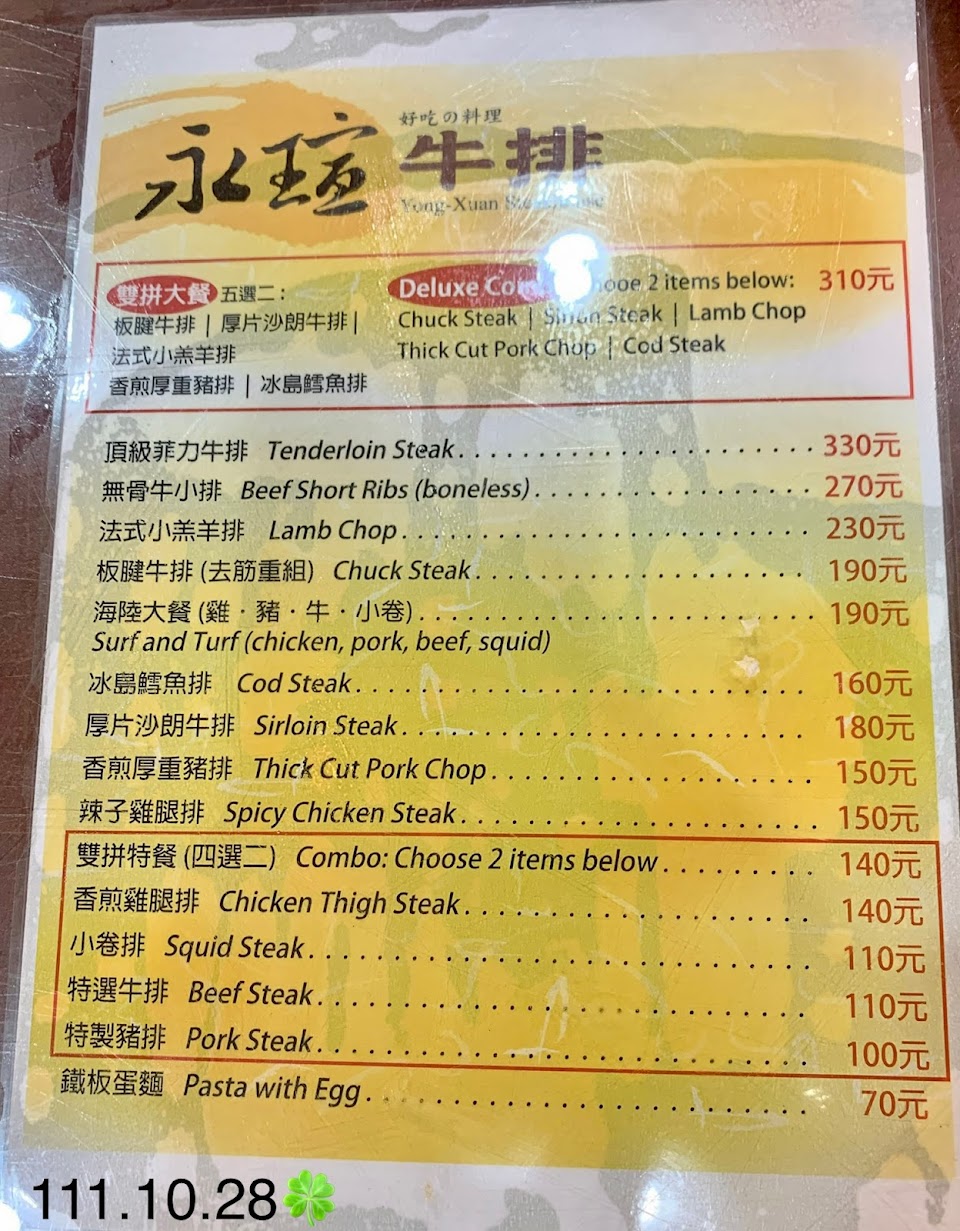 好吃の料理
永瑄 牛排
Yong-Xuan
雙拼大餐 五選二：
板腱牛排 | 厚片沙朗牛排 |
法式小羔羊排
香煎厚重豬排 | 冰島鱈魚排
Deluxe 2 items below: 310元
Chuck Steak | Sirloin Steak | Lamb Chop
Thick Cut Pork Chop | Cod Steak
頂級菲力牛排 Tenderloin Steak 330元
無骨牛小排 Beef Short Ribs (boneless) 270元
法式小羔羊排 Lamb Chop 230元
板腱牛排 (去筋重組) Chuck Steak 190元
海陸大餐 (雞‧豬‧牛‧小卷) 190元
Surf and Turf (chicken, pork, beef, squid)
冰島鱈魚排 Cod Steak 160元
厚片沙朗牛排 Sirloin Steak 180元
香煎厚重豬排 Thick Cut Pork Chop 150元
辣子雞腿排 Spicy Chicken Steak 150元
雙拼特餐 (四選二) Combo: Choose 2 items below 140元
香煎雞腿排 Chicken Thigh Steak 140元
小卷排 Squid Steak 110元
特選牛排 Beef Steak 110元
特製豬排 Pork Steak 100元
鐵板蛋麵 Pasta with Egg 70元
111.10.28🍀